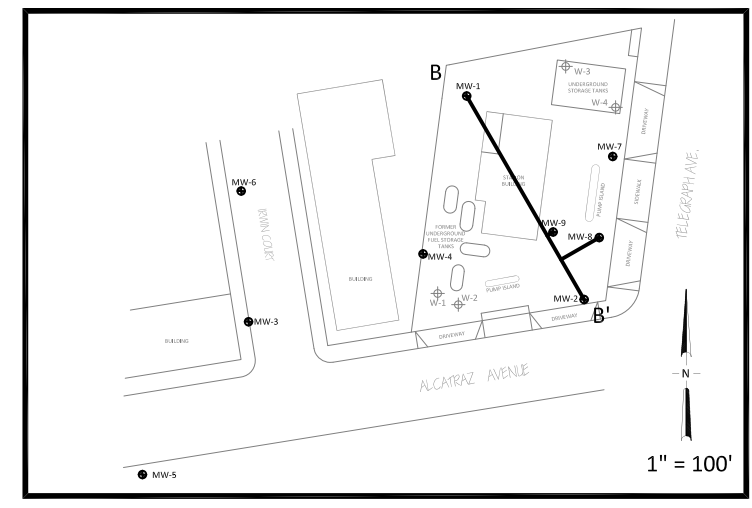 B
MW-1
W-3
UNDERGROUND
STORAGE TANKS
W-4
DRIVEWAY
TELEGRAPH AVE.
MW-7
SIDEWALK
STATION
BUILDING
PUMP ISLAND
MW-6
IRWIN COURT
MW-9
MW-8
FORMER
UNDERGROUND
FUEL STORAGE
TANKS
MW-4
DRIVEWAY
BUILDING
PUMP ISLAND
W-1
W-2
MW-2
B'
MW-3
DRIVEWAY
DRIVEWAY
BUILDING
ALCATRAZ AVENUE
N
1" = 100'
MW-5